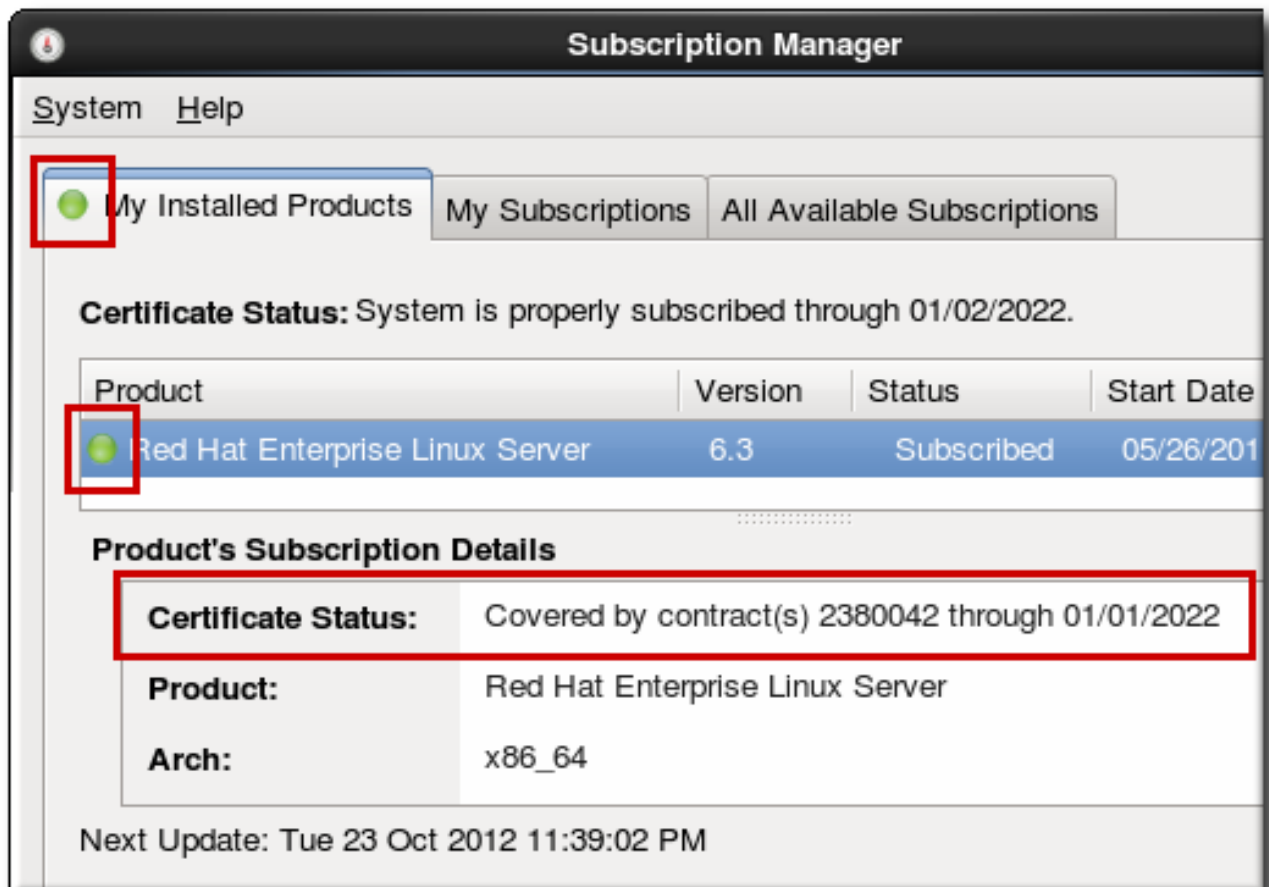 Subscription Manager
System Help
My Installed Products My Subscriptions All Available Subscriptions
Certificate Status: System is properly subscribed through 01/02/2022.
Product Version Status Start Date
Red Hat Enterprise Linux Server 6.3 Subscribed 05/26/201
Product's Subscription Details
Certificate Status: Covered by contract(s) 2380042 through 01/01/2022
Product: Red Hat Enterprise Linux Server
Arch: x86_64
Next Update: Tue 23 Oct 2012 11:39:02 PM